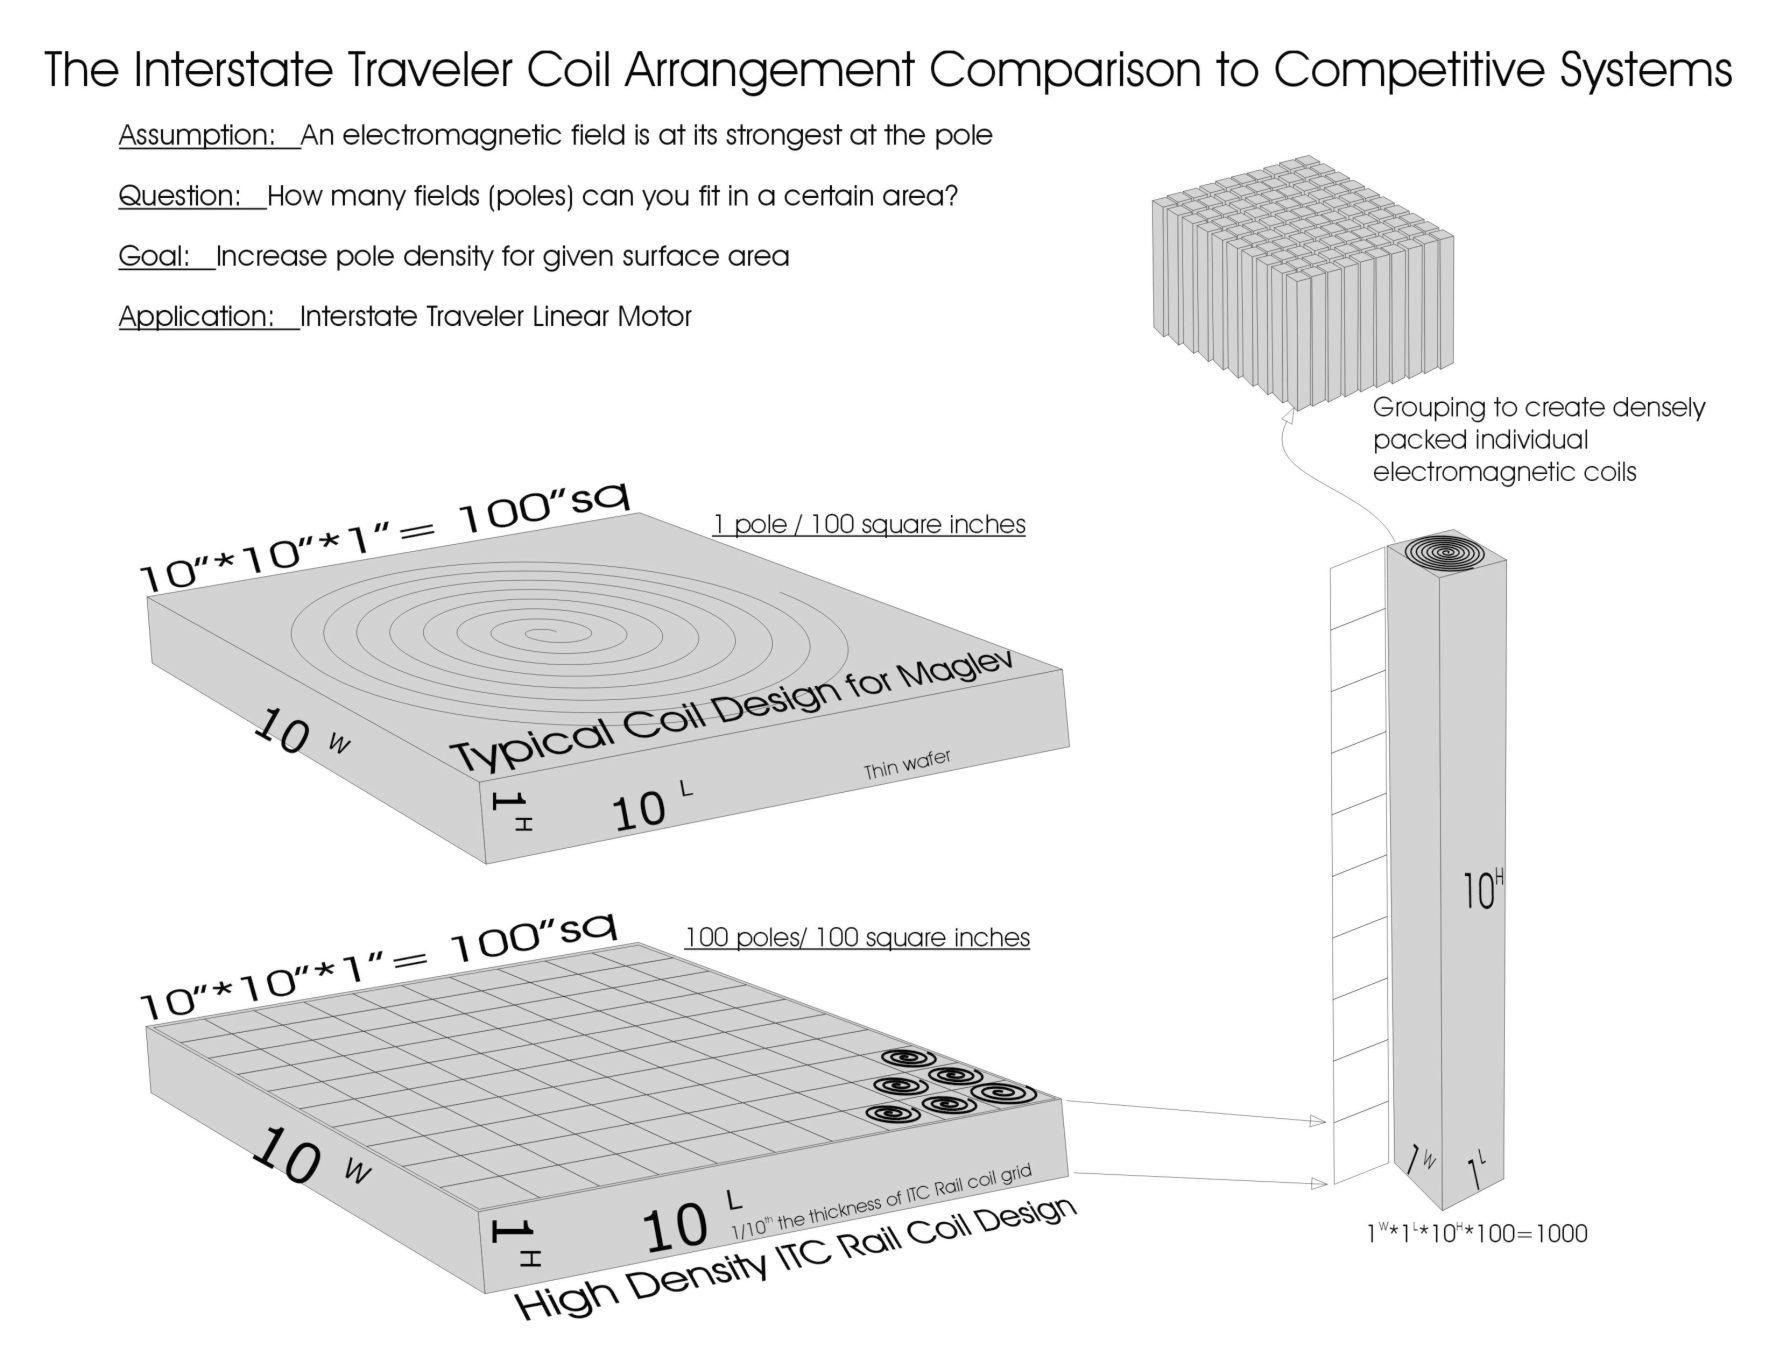 The Interstate Traveler Coil Arrangement Comparison to Competitive Systems
Assumption: An electromagnetic field is at its strongest at the pole
Question: How many fields (poles) can you fit in a certain area?
Goal: Increase pole density for given surface area
Application: Interstate Traveler Linear Motor
Grouping to create densely
packed individual
electromagnetic coils
10"*10"*1"= 100"sq
1 pole / 100 square inches
Typical Coil Design for Maglev
10 W
Thin wafer
1 H
10 L
10"*10"*1"= 100"sq
100 poles/ 100 square inches
10 W
1 H
10 L
1/10th the thickness of ITC Rail coil grid
High Density ITC Rail Coil Design
10H
1W
1L
1W*1L*10H*100=1000